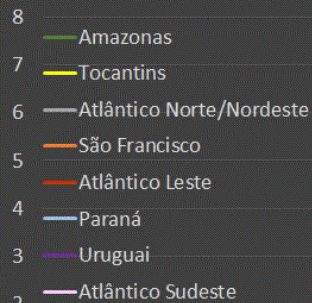 8
Amazonas
7
Tocantins
6
Atlântico Norte/Nordeste
São Francisco
5
Atlântico Leste
4
Paraná
3
Uruguai
Atlântico Sudeste